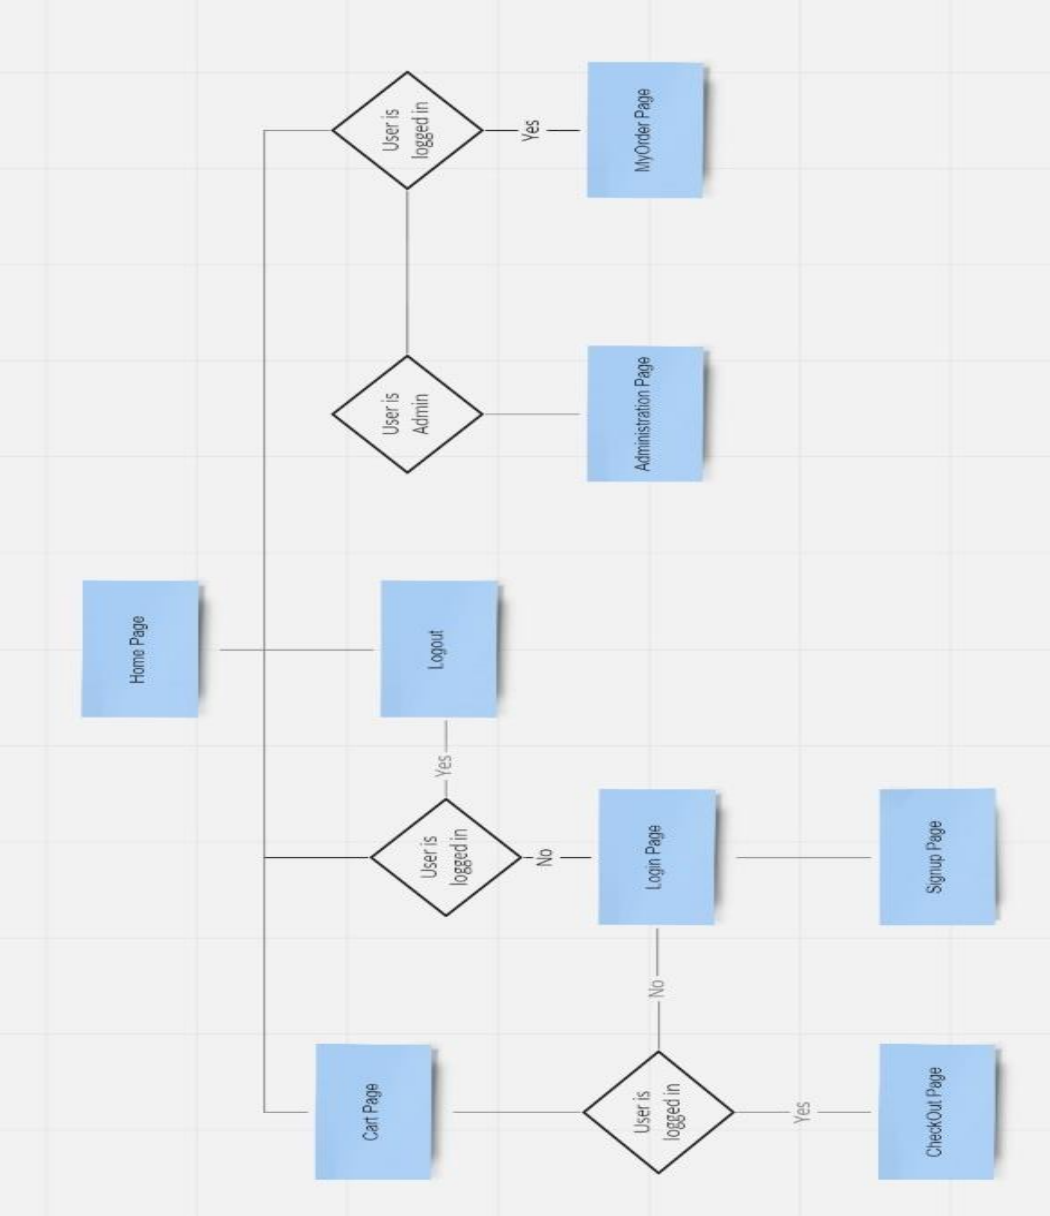 Home Page
Cart Page
User is
logged in
Yes
Logout
User is
Admin
User is
logged in
No
Yes
User is
logged in
No
Login Page
Administration Page
MyOrder Page
Yes
CheckOut Page
Signup Page